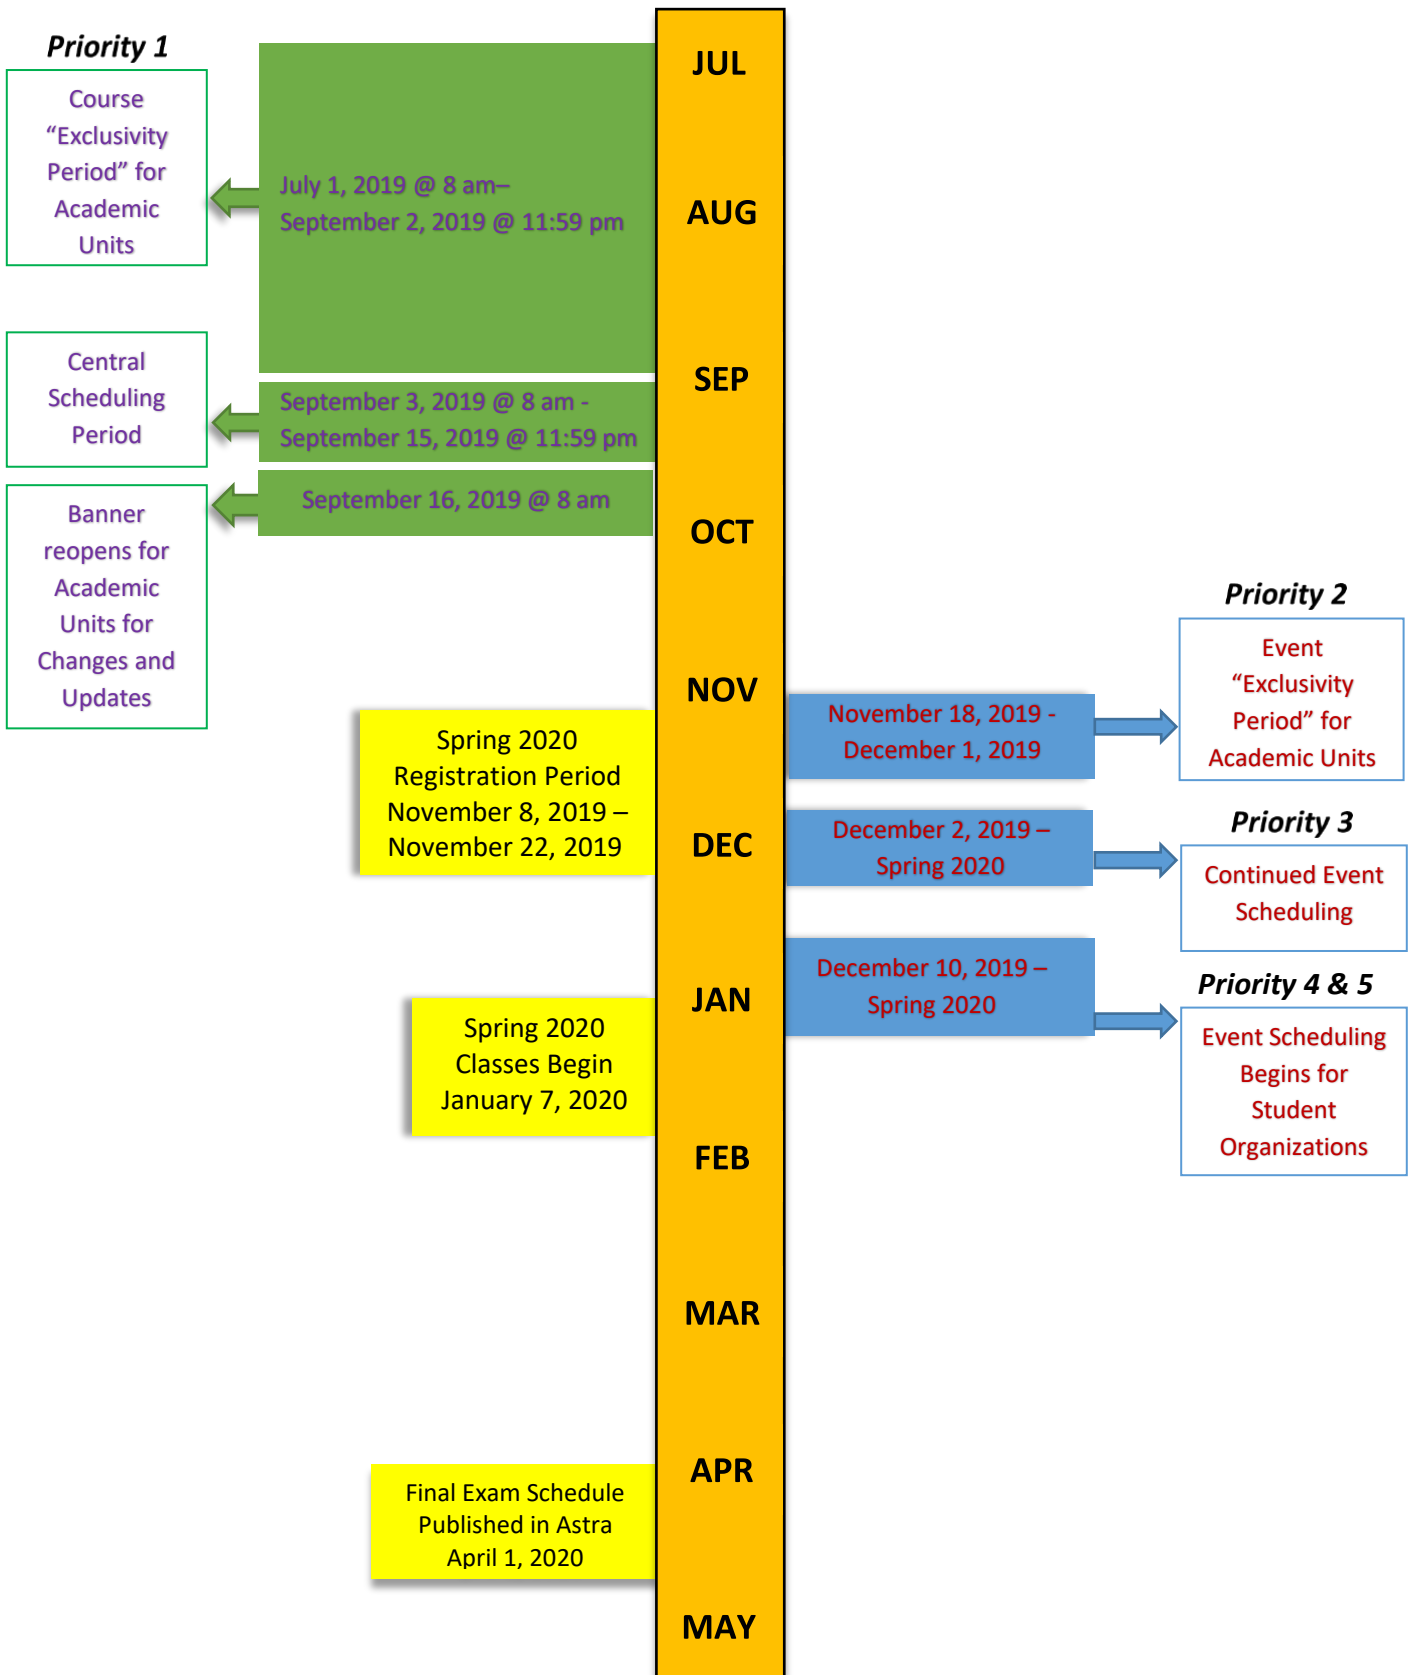 Priority 1
Course
“Exclusivity
Period” for
Academic
Units
July 1, 2019 @ 8 am–
September 2, 2019 @ 11:59 pm
Central
Scheduling
Period
September 3, 2019 @ 8 am -
September 15, 2019 @ 11:59 pm
Banner
reopens for
Academic
Units for
Changes and
Updates
September 16, 2019 @ 8 am
JUL
AUG
SEP
OCT
NOV
DEC
JAN
FEB
MAR
APR
MAY
Spring 2020
Registration Period
November 8, 2019 –
November 22, 2019
Spring 2020
Classes Begin
January 7, 2020
Final Exam Schedule
Published in Astra
April 1, 2020
Priority 2
November 18, 2019 -
December 1, 2019
Event
“Exclusivity
Period” for
Academic Units
Priority 3
December 2, 2019 –
Spring 2020
Continued Event
Scheduling
Priority 4 & 5
December 10, 2019 –
Spring 2020
Event Scheduling
Begins for
Student
Organizations